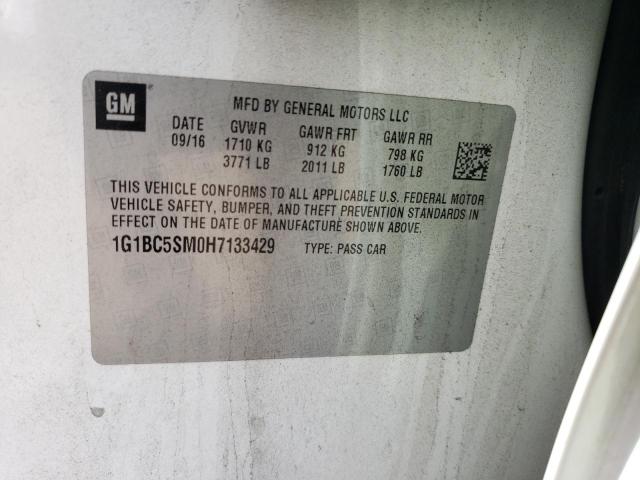 GM
MFD BY GENERAL MOTORS LLC
DATE GVWR GAWR FRT GAWR RR
09/16 1710 KG 912 KG 798 KG
3771 LB 2011 LB 1760 LB
THIS VEHICLE CONFORMS TO ALL APPLICABLE U.S. FEDERAL MOTOR
VEHICLE SAFETY, BUMPER, AND THEFT PREVENTION STANDARDS IN
EFFECT ON THE DATE OF MANUFACTURE SHOWN ABOVE.
1G1BC5SM0H7133429 TYPE: PASS CAR